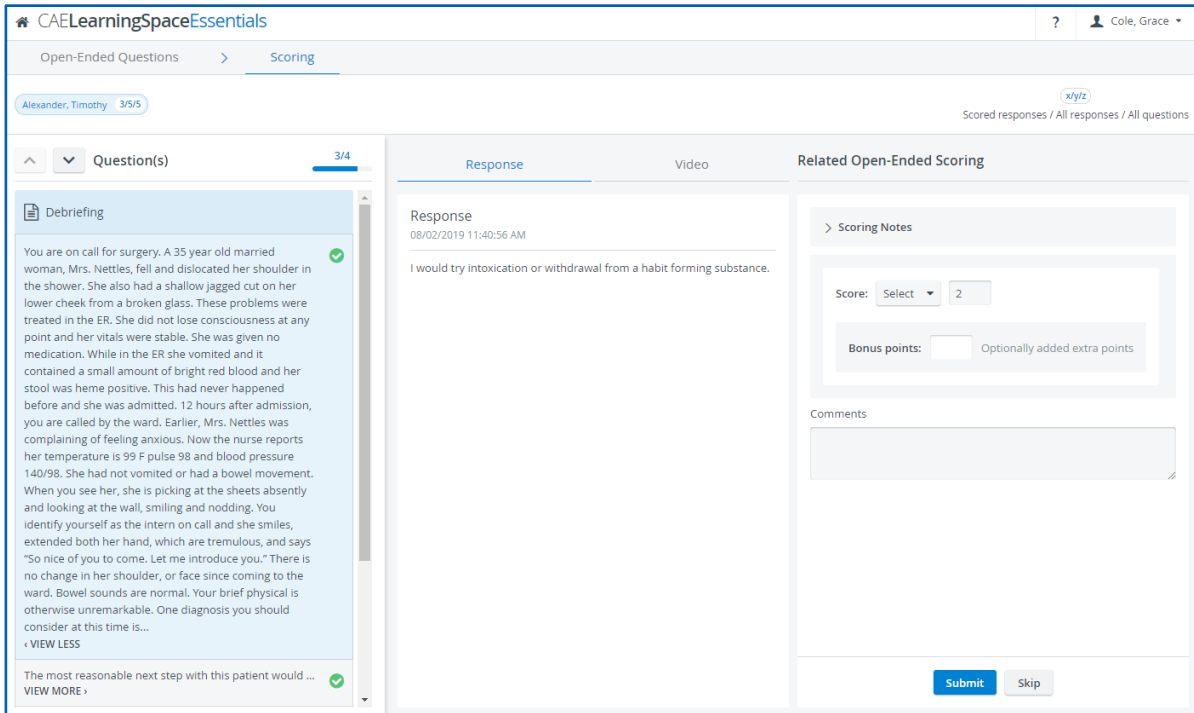 CAELearningSpaceEssentials
?
Cole, Grace
Open-Ended Questions
Scoring
Alexander, Timothy 3/5/5
x/y/z
Scored responses / All responses / All questions
Question(s)
3/4
Debriefing
You are on call for surgery. A 35 year old married
woman, Mrs. Nettles, fell and dislocated her shoulder in
the shower. She also had a shallow jagged cut on her
lower cheek from a broken glass. These problems were
treated in the ER. She did not lose consciousness at any
point and her vitals were stable. She was given no
medication. While in the ER she vomited and it
contained a small amount of bright red blood and her
stool was heme positive. This had never happened
before and she was admitted. 12 hours after admission,
you are called by the ward. Earlier, Mrs. Nettles was
complaining of feeling anxious. Now the nurse reports
her temperature is 99 F pulse 98 and blood pressure
140/98. She had not vomited or had a bowel movement.
When you see her, she is picking at the sheets absently
and looking at the wall, smiling and nodding. You
identify yourself as the intern on call and she smiles,
extended both her hand, which are tremulous, and says
“So nice of you to come. Let me introduce you.” There is
no change in her shoulder, or face since coming to the
ward. Bowel sounds are normal. Your brief physical is
otherwise unremarkable. One diagnosis you should
consider at this time is...
‹ VIEW LESS
The most reasonable next step with this patient would ...
VIEW MORE ›
Response
Video
Response
08/02/2019 11:40:56 AM
I would try intoxication or withdrawal from a habit forming substance.
Related Open-Ended Scoring
Scoring Notes
Score: Select 2
Bonus points: Optionally added extra points
Comments
Submit
Skip